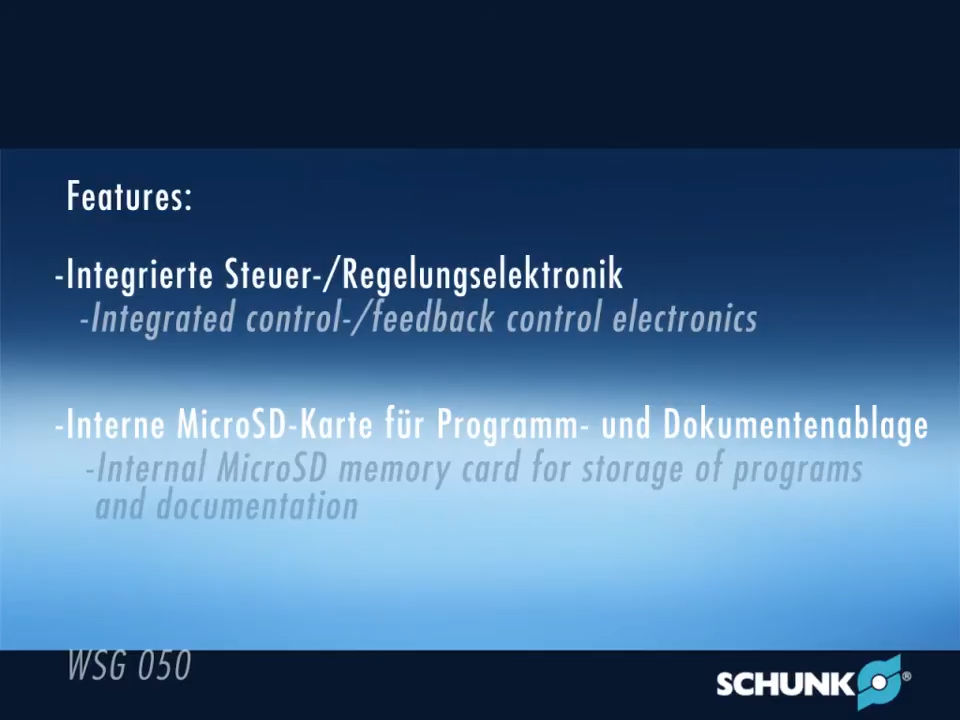 Features:
-Integrierte Steuer-/Regelungselektronik
-Integrated control-/feedback control electronics
-Interne MicroSD-Karte für Programm- und Dokumentenablage
-Internal MicroSD memory card for storage of programs
and documentation
WSG 050
SCHUNK®